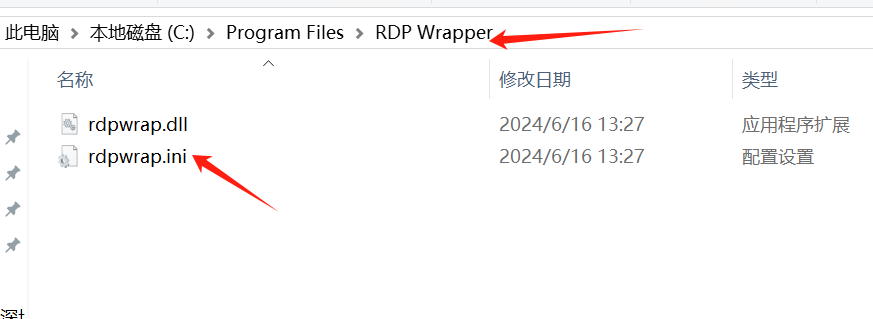 此电脑 > 本地磁盘 (C:) > Program Files > RDP Wrapper
名称 修改日期 类型
rdpwrap.dll 2024/6/16 13:27 应用程序扩展
rdpwrap.ini 2024/6/16 13:27 配置设置